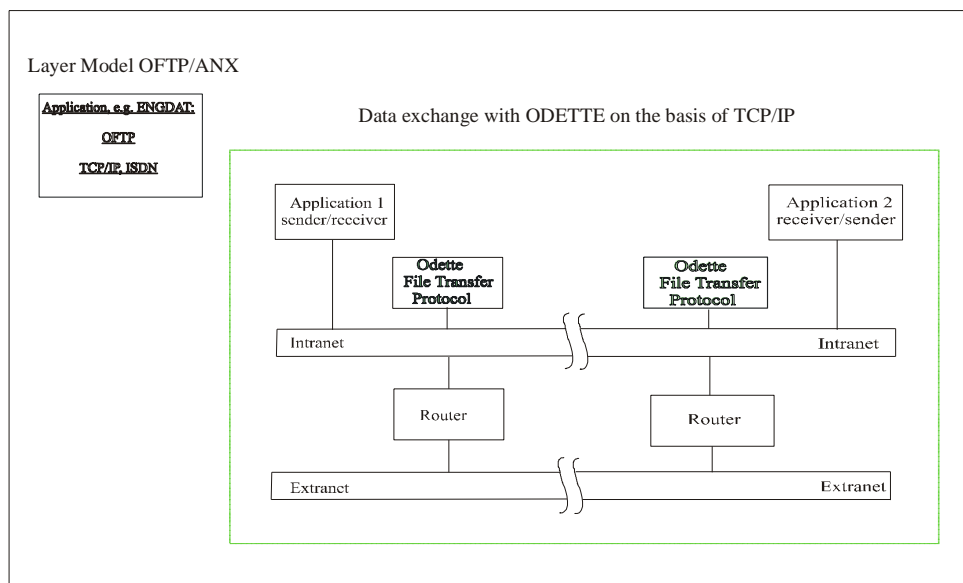 Layer Model OFTP/ANX
Application, e.g. ENGDAT:
OFTP
TCP/IP, ISDN
Data exchange with ODETTE on the basis of TCP/IP
Application 1
sender/receiver
Application 2
receiver/sender
Odette
File Transfer
Protocol
Odette
File Transfer
Protocol
Intranet
Intranet
Router
Router
Extranet
Extranet